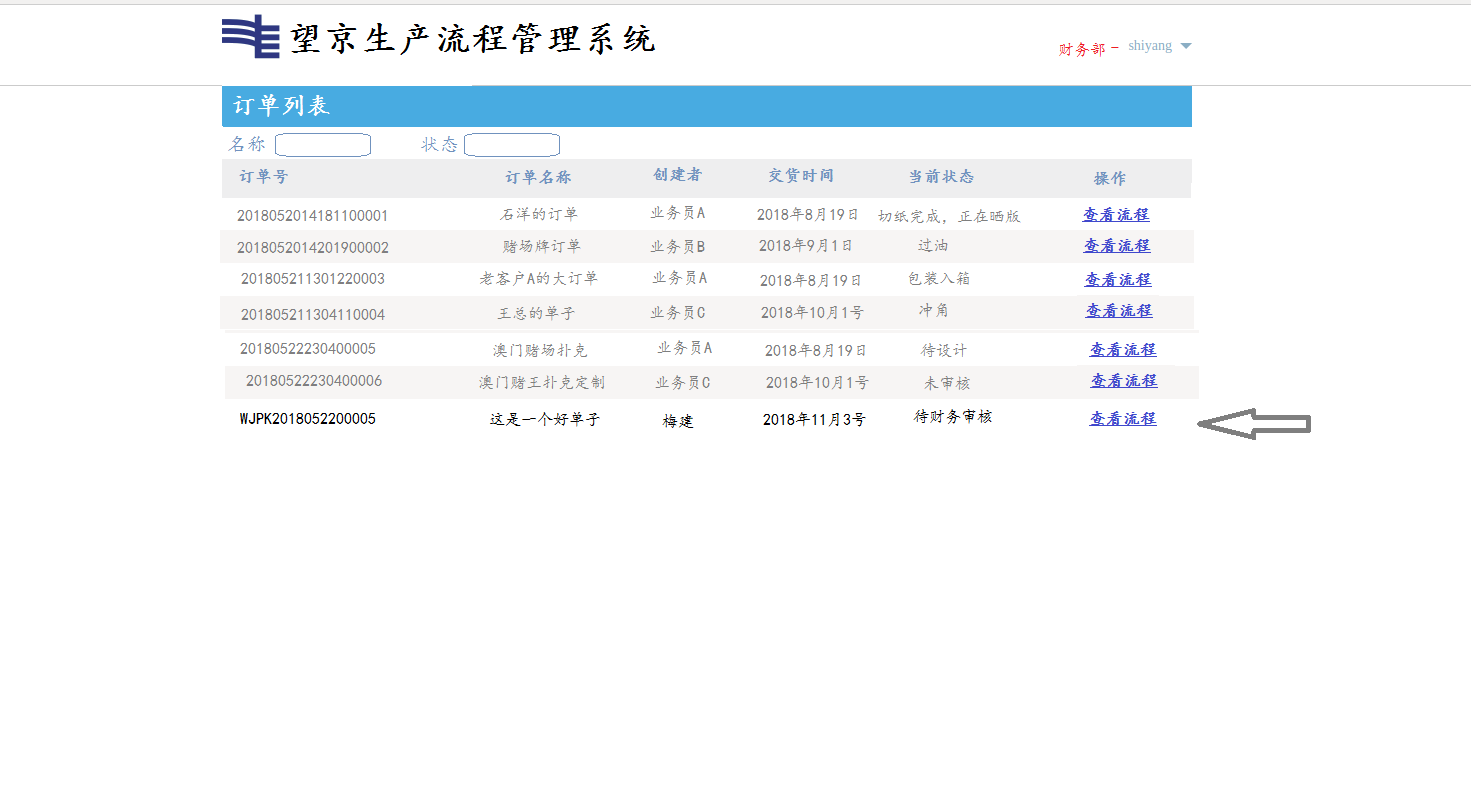 望京生产流程管理系统
财务部 - shiyang
订单列表
名称 状态
订单号 订单名称 创建者 交货时间 当前状态 操作
2018052014181100001 石洋的订单 业务员A 2018年8月19日 切纸完成，正在晒版 查看流程
2018052014201900002 赌场牌订单 业务员B 2018年9月1日 过油 查看流程
201805211301220003 老客户A的大订单 业务员A 2018年8月19日 包装入箱 查看流程
201805211304110004 王总的单子 业务员C 2018年10月1号 冲角 查看流程
20180522230400005 澳门赌场扑克 业务员A 2018年8月19日 待设计 查看流程
20180522230400006 澳门赌王扑克定制 业务员C 2018年10月1号 未审核 查看流程
WJPK2018052200005 这是一个好单子 梅建 2018年11月3号 待财务审核 查看流程